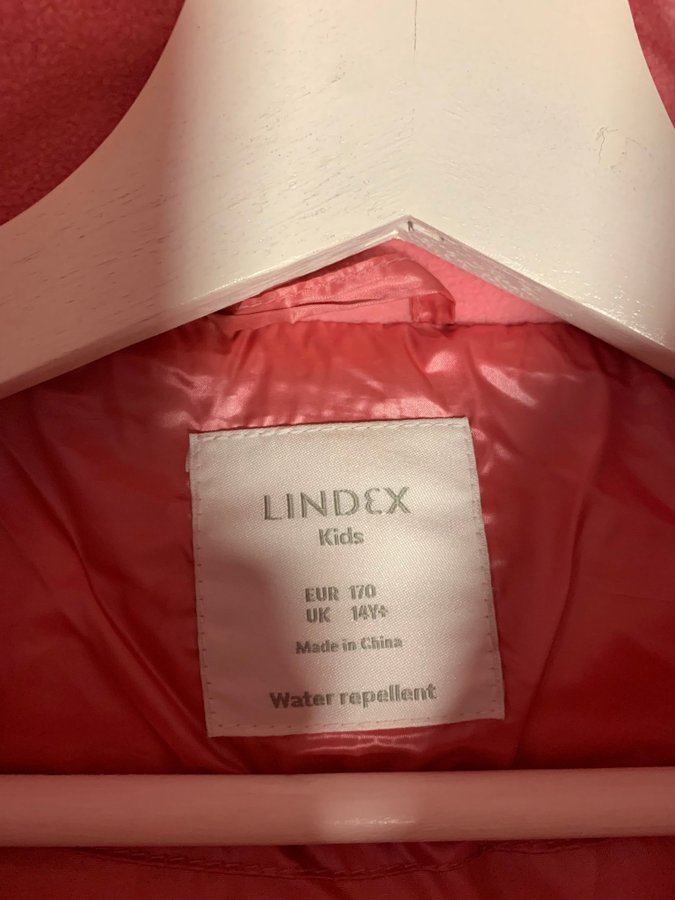 LINDEX
Kids
EUR 170
UK 14Y+
Made in China
Water repellent